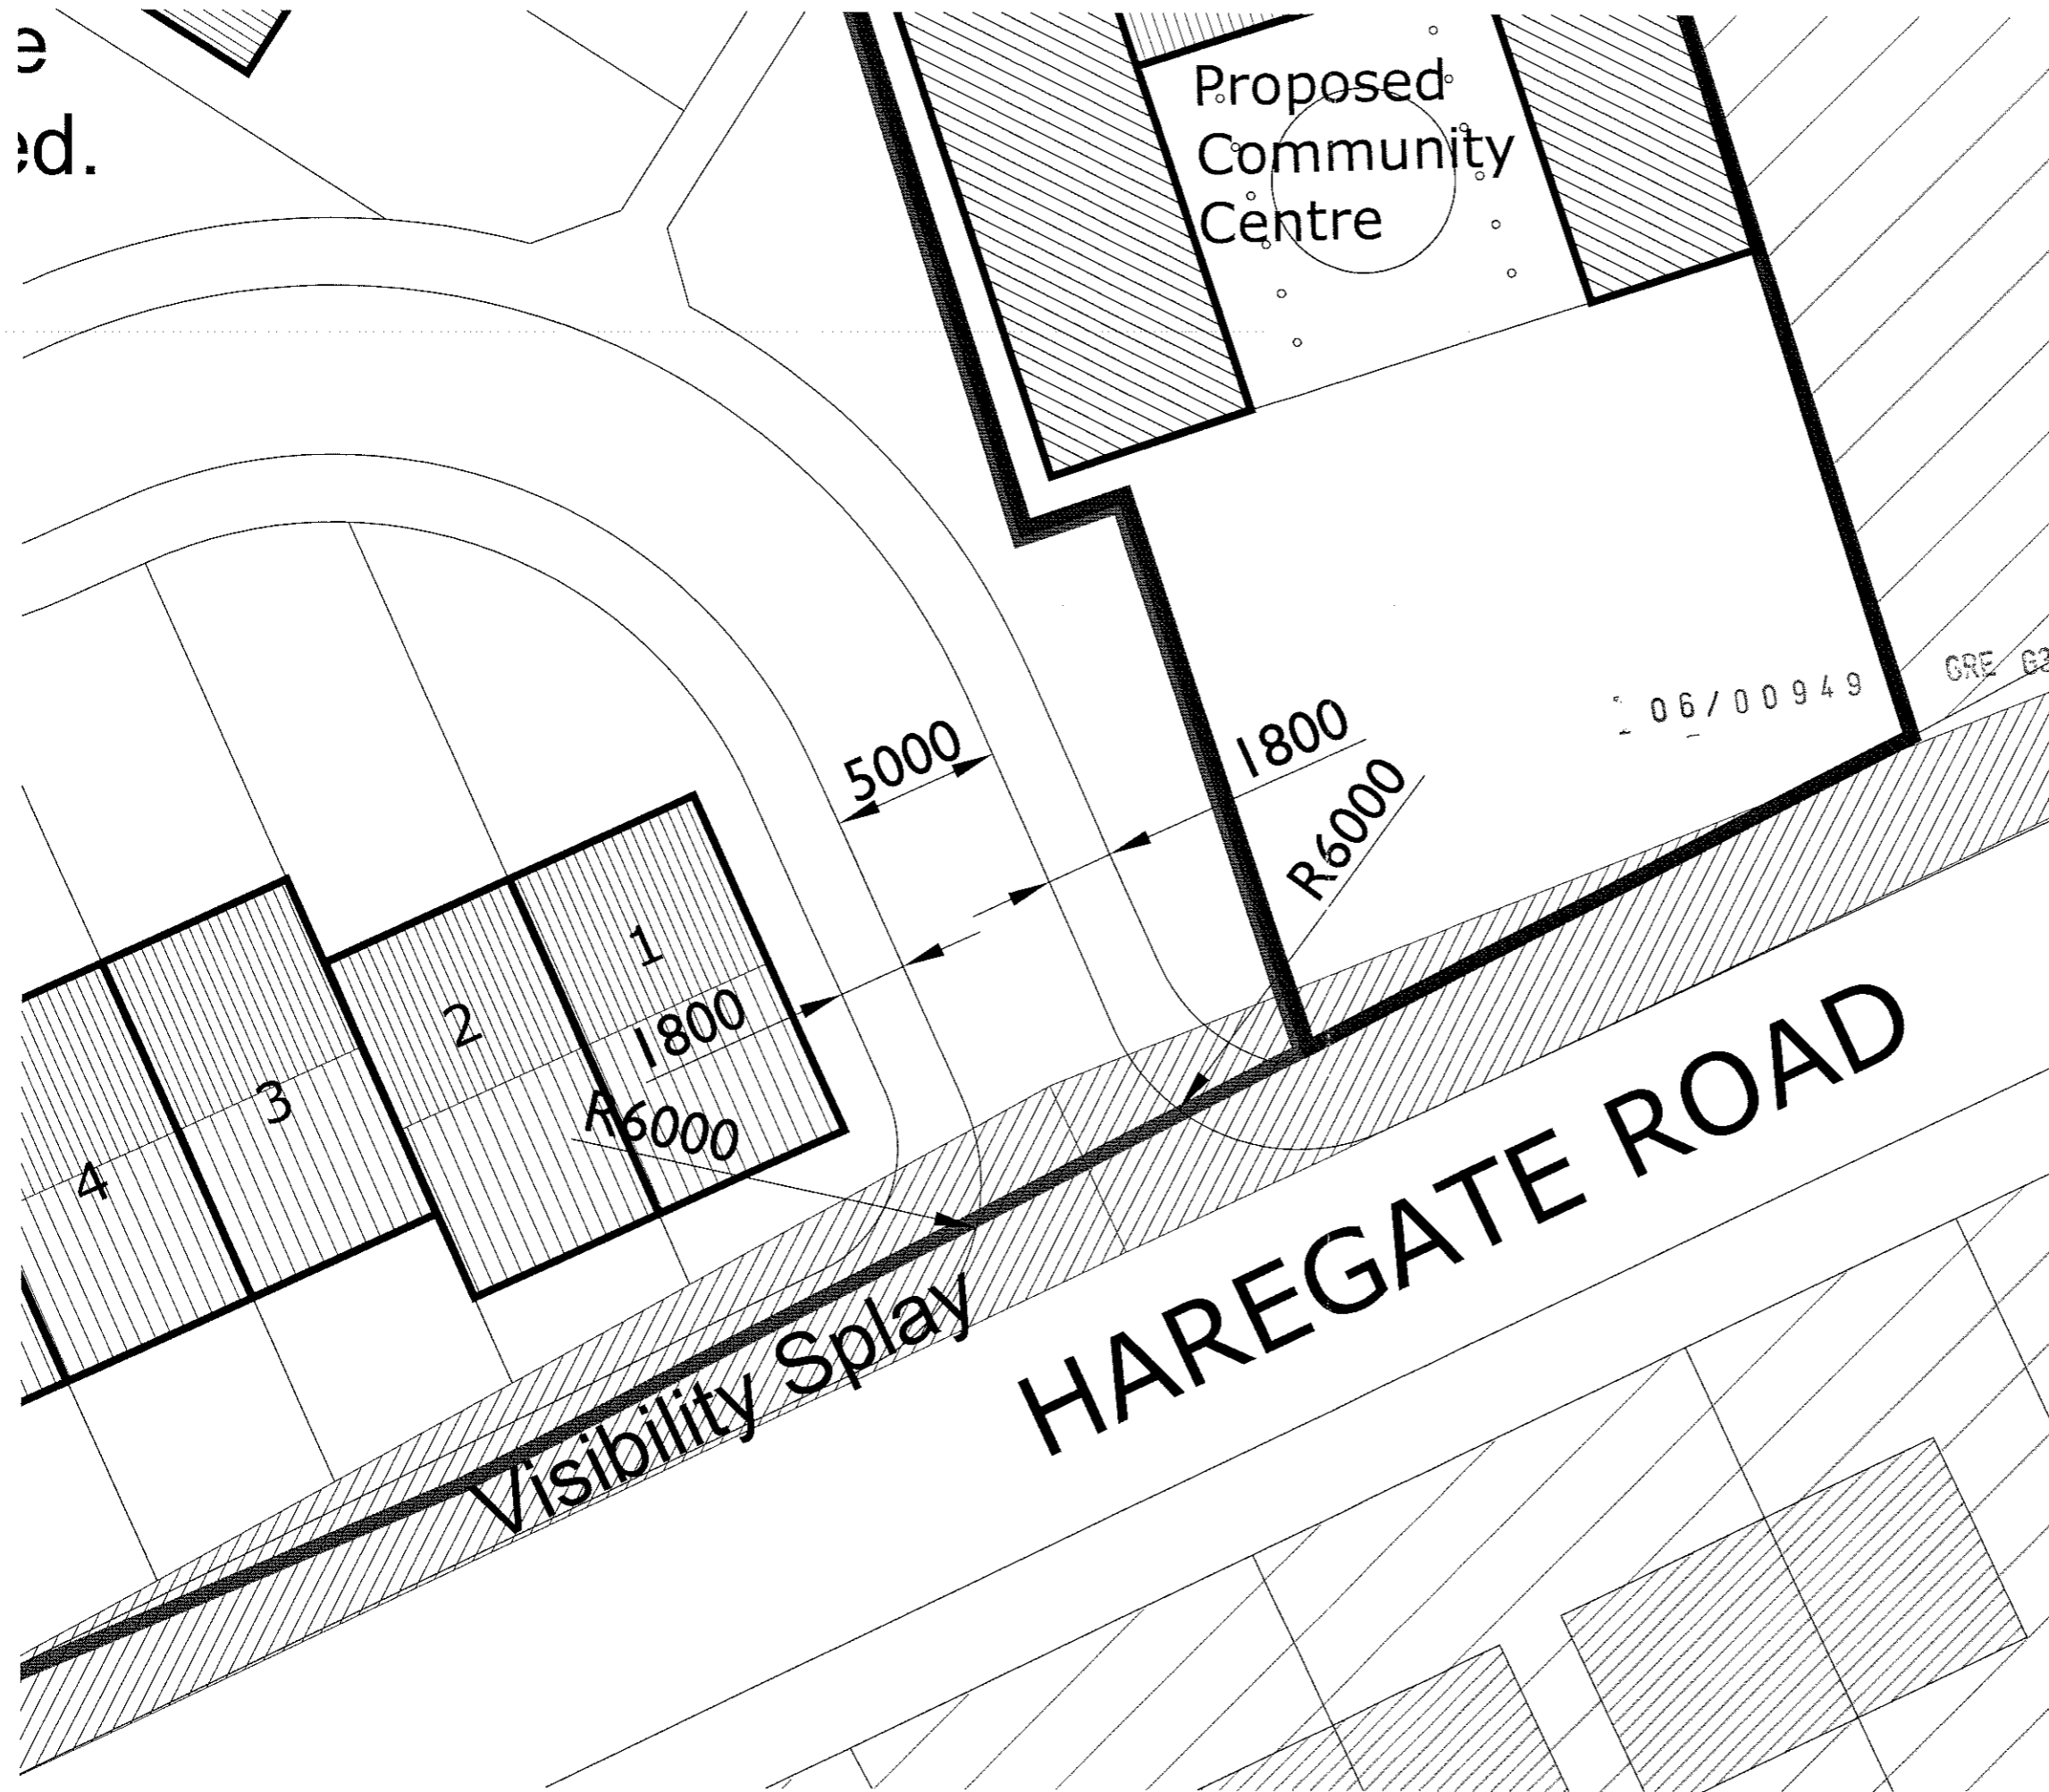 ed.
Proposed
Community
Centre
06/00949
GRE
5000
1800
R6000
1
2
3
4
1800
R6000
Visibility Splay
HAREGATE ROAD